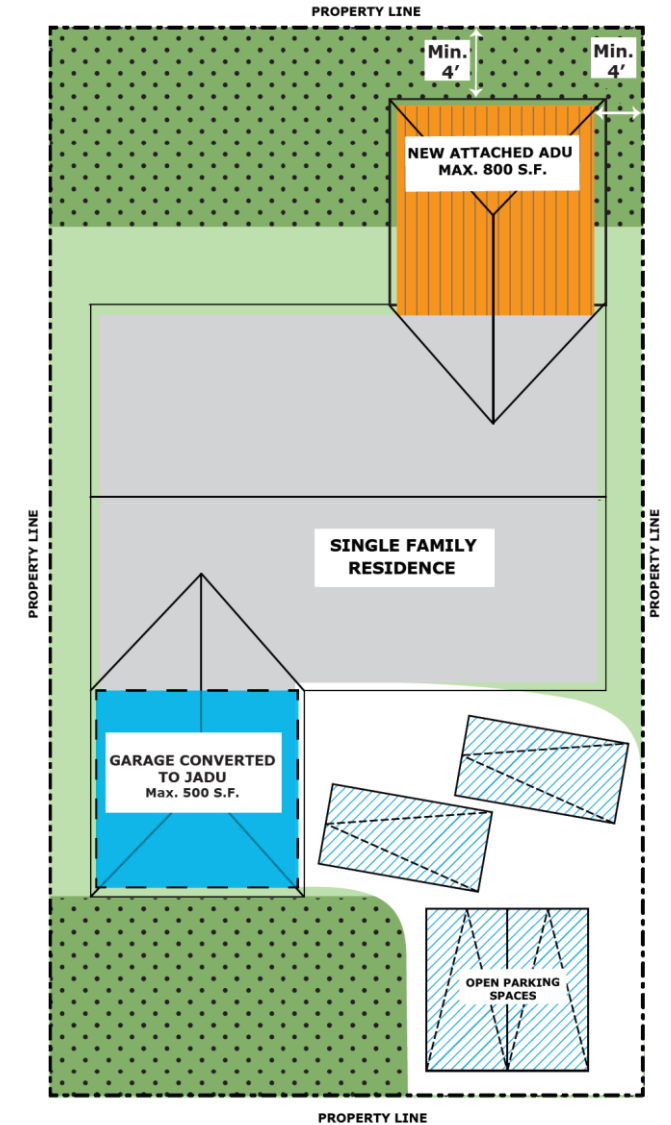 PROPERTY LINE
Min.
4’
Min.
4’
NEW ATTACHED ADU
MAX. 800 S.F.
PROPERTY LINE
PROPERTY LINE
SINGLE FAMILY
RESIDENCE
GARAGE CONVERTED
TO JADU
Max. 500 S.F.
OPEN PARKING
SPACES
PROPERTY LINE